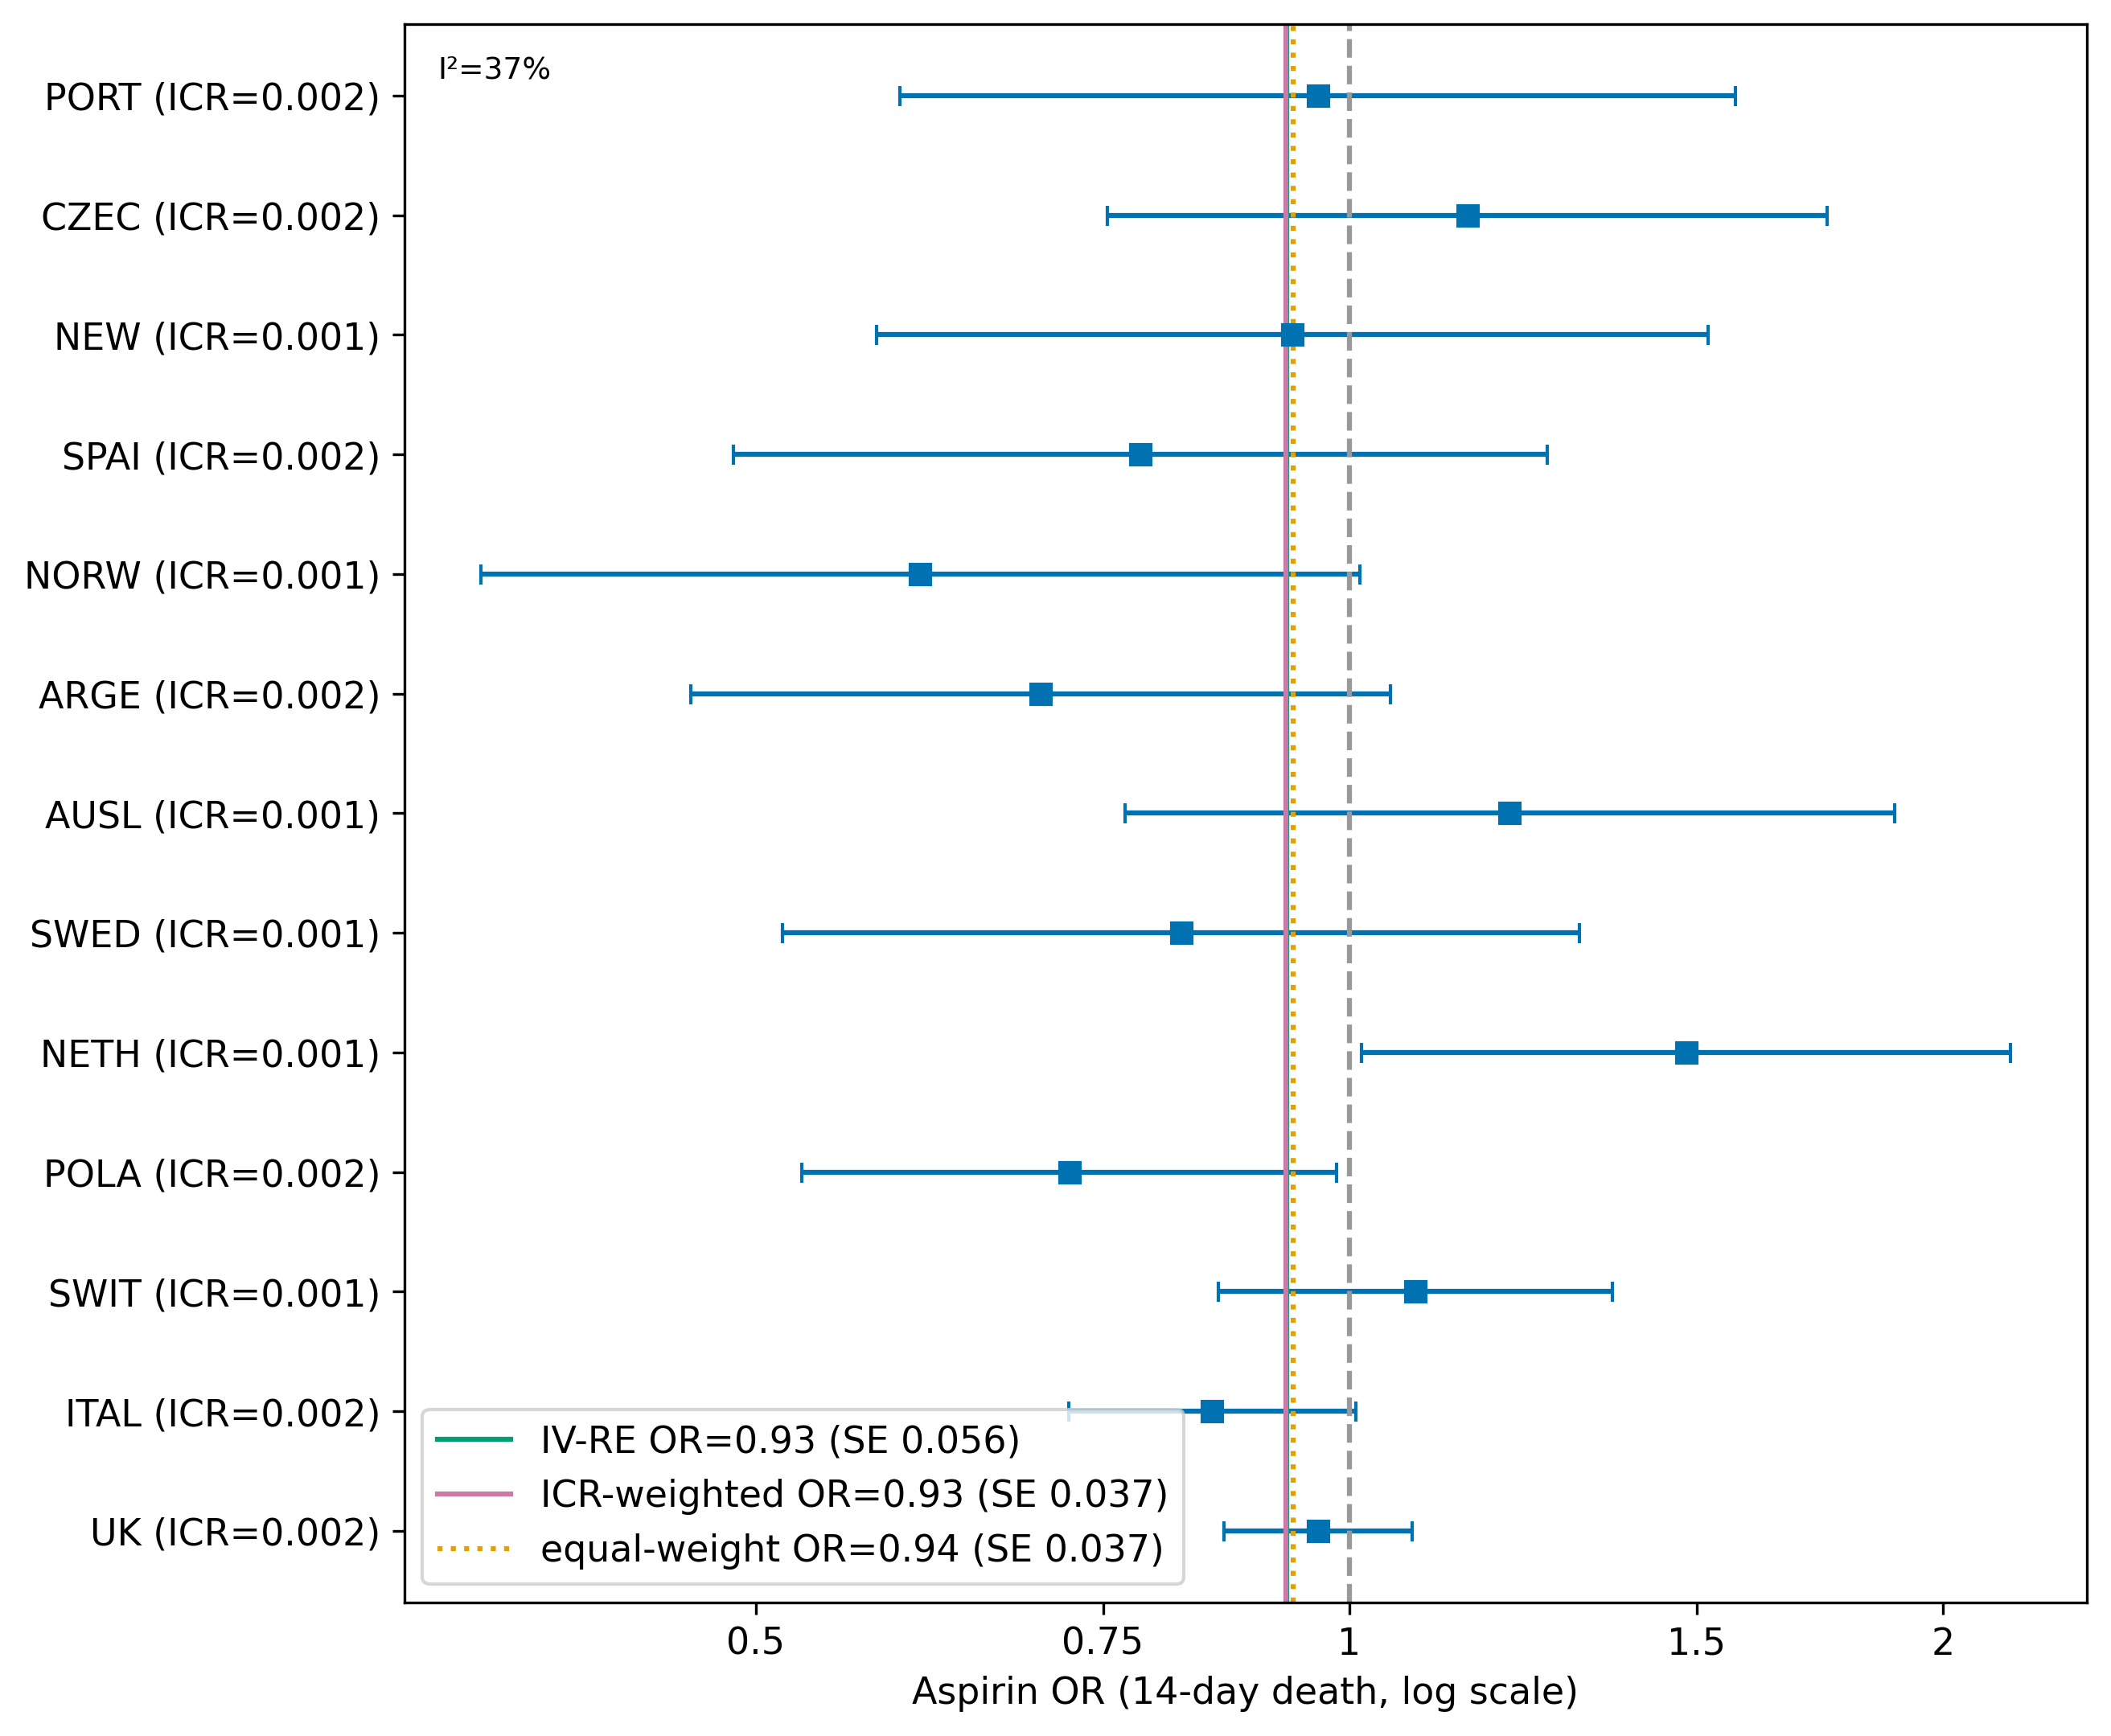 I²=37%
PORT (ICR=0.002)
CZEC (ICR=0.002)
NEW (ICR=0.001)
SPAI (ICR=0.002)
NORW (ICR=0.001)
ARGE (ICR=0.002)
AUSL (ICR=0.001)
SWED (ICR=0.001)
NETH (ICR=0.001)
POLA (ICR=0.002)
SWIT (ICR=0.001)
ITAL (ICR=0.002)
UK (ICR=0.002)
IV-RE OR=0.93 (SE 0.056)
ICR-weighted OR=0.93 (SE 0.037)
equal-weight OR=0.94 (SE 0.037)
0.5 0.75 1 1.5 2
Aspirin OR (14-day death, log scale)